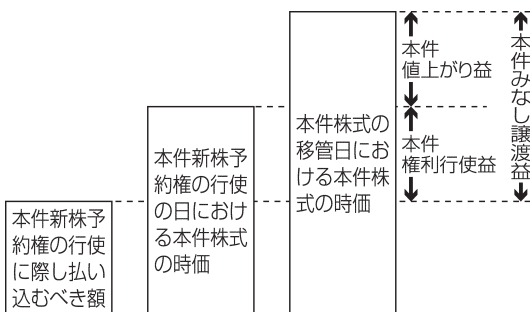 本件新株予
約権の行使
に際し払い
込むべき額
本件新株予
約権の行使
の日におけ
る本件株式
の時価
本件株式の
移管日にお
ける本件株
式の時価
本件
値上がり益
本件
権利行使益
本件みなし譲渡益